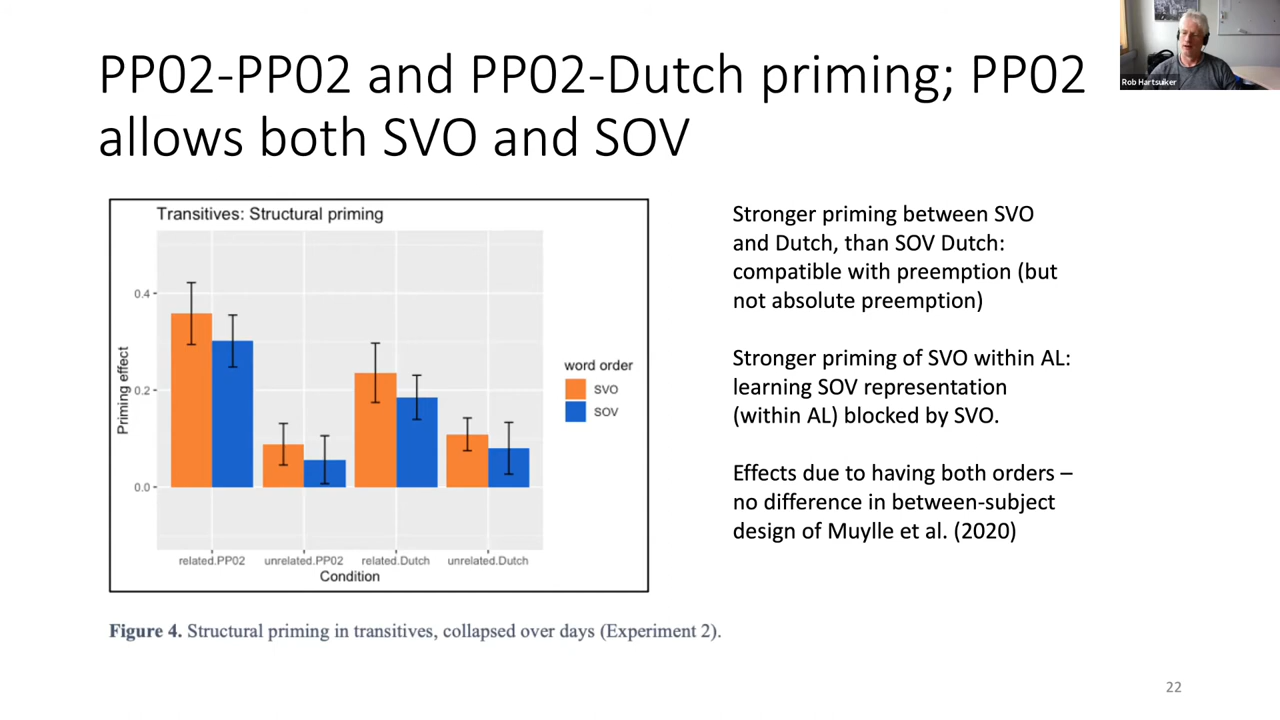 PP02-PP02 and PP02-Dutch priming; PP02
allows both SVO and SOV
Rob Hartsuiker
Transitives: Structural priming
0.4
0.2
0.0
Priming effect
related.PP02
unrelated.PP02
related.Dutch
unrelated.Dutch
Condition
word order
SVO
SOV
Figure 4. Structural priming in transitives, collapsed over days (Experiment 2).
Stronger priming between SVO
and Dutch, than SOV Dutch:
compatible with preemption (but
not absolute preemption)
Stronger priming of SVO within AL:
learning SOV representation
(within AL) blocked by SVO.
Effects due to having both orders –
no difference in between-subject
design of Muylle et al. (2020)
22